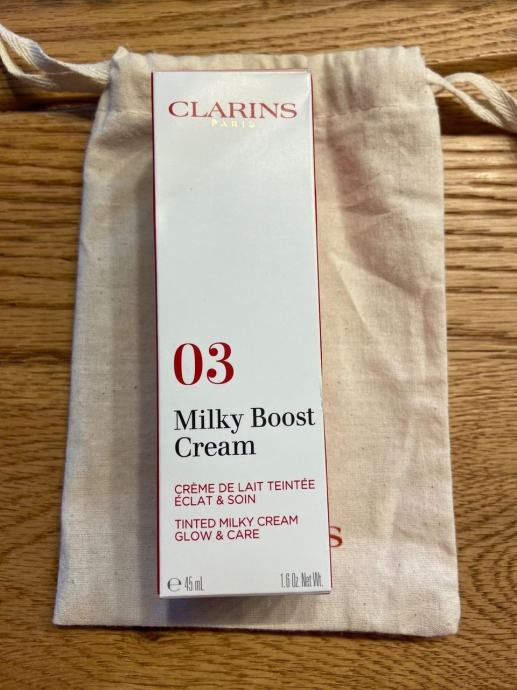 CLARINS
PARIS
03
Milky Boost
Cream
CRÈME DE LAIT TEINTÉE
ÉCLAT & SOIN
TINTED MILKY CREAM
GLOW & CARE
e 45 mL 1.6 Oz. Net Wt.
S